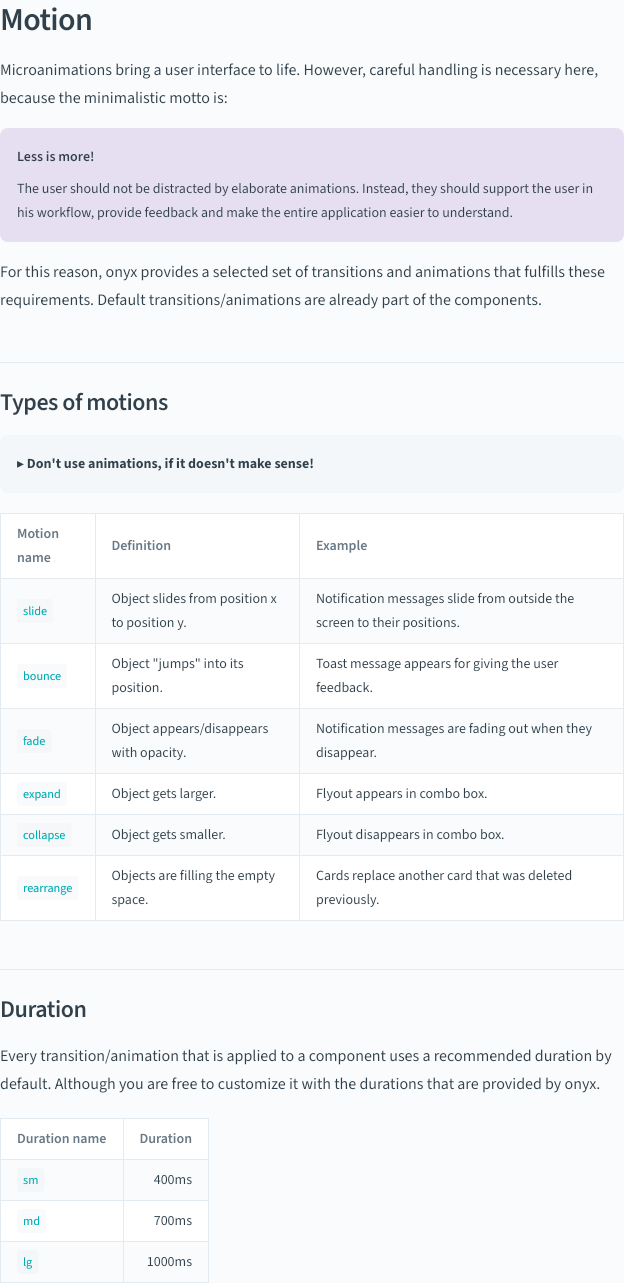 Motion
Microanimations bring a user interface to life. However, careful handling is necessary here,
because the minimalistic motto is:
Less is more!
The user should not be distracted by elaborate animations. Instead, they should support the user in
his workflow, provide feedback and make the entire application easier to understand.
For this reason, onyx provides a selected set of transitions and animations that fulfills these
requirements. Default transitions/animations are already part of the components.
Types of motions
▸ Don't use animations, if it doesn't make sense!
Motion
name
Definition
Example
slide
Object slides from position x
to position y.
Notification messages slide from outside the
screen to their positions.
bounce
Object "jumps" into its
position.
Toast message appears for giving the user
feedback.
fade
Object appears/disappears
with opacity.
Notification messages are fading out when they
disappear.
expand
Object gets larger.
Flyout appears in combo box.
collapse
Object gets smaller.
Flyout disappears in combo box.
rearrange
Objects are filling the empty
space.
Cards replace another card that was deleted
previously.
Duration
Every transition/animation that is applied to a component uses a recommended duration by
default. Although you are free to customize it with the durations that are provided by onyx.
Duration name
Duration
sm
400ms
md
700ms
lg
1000ms